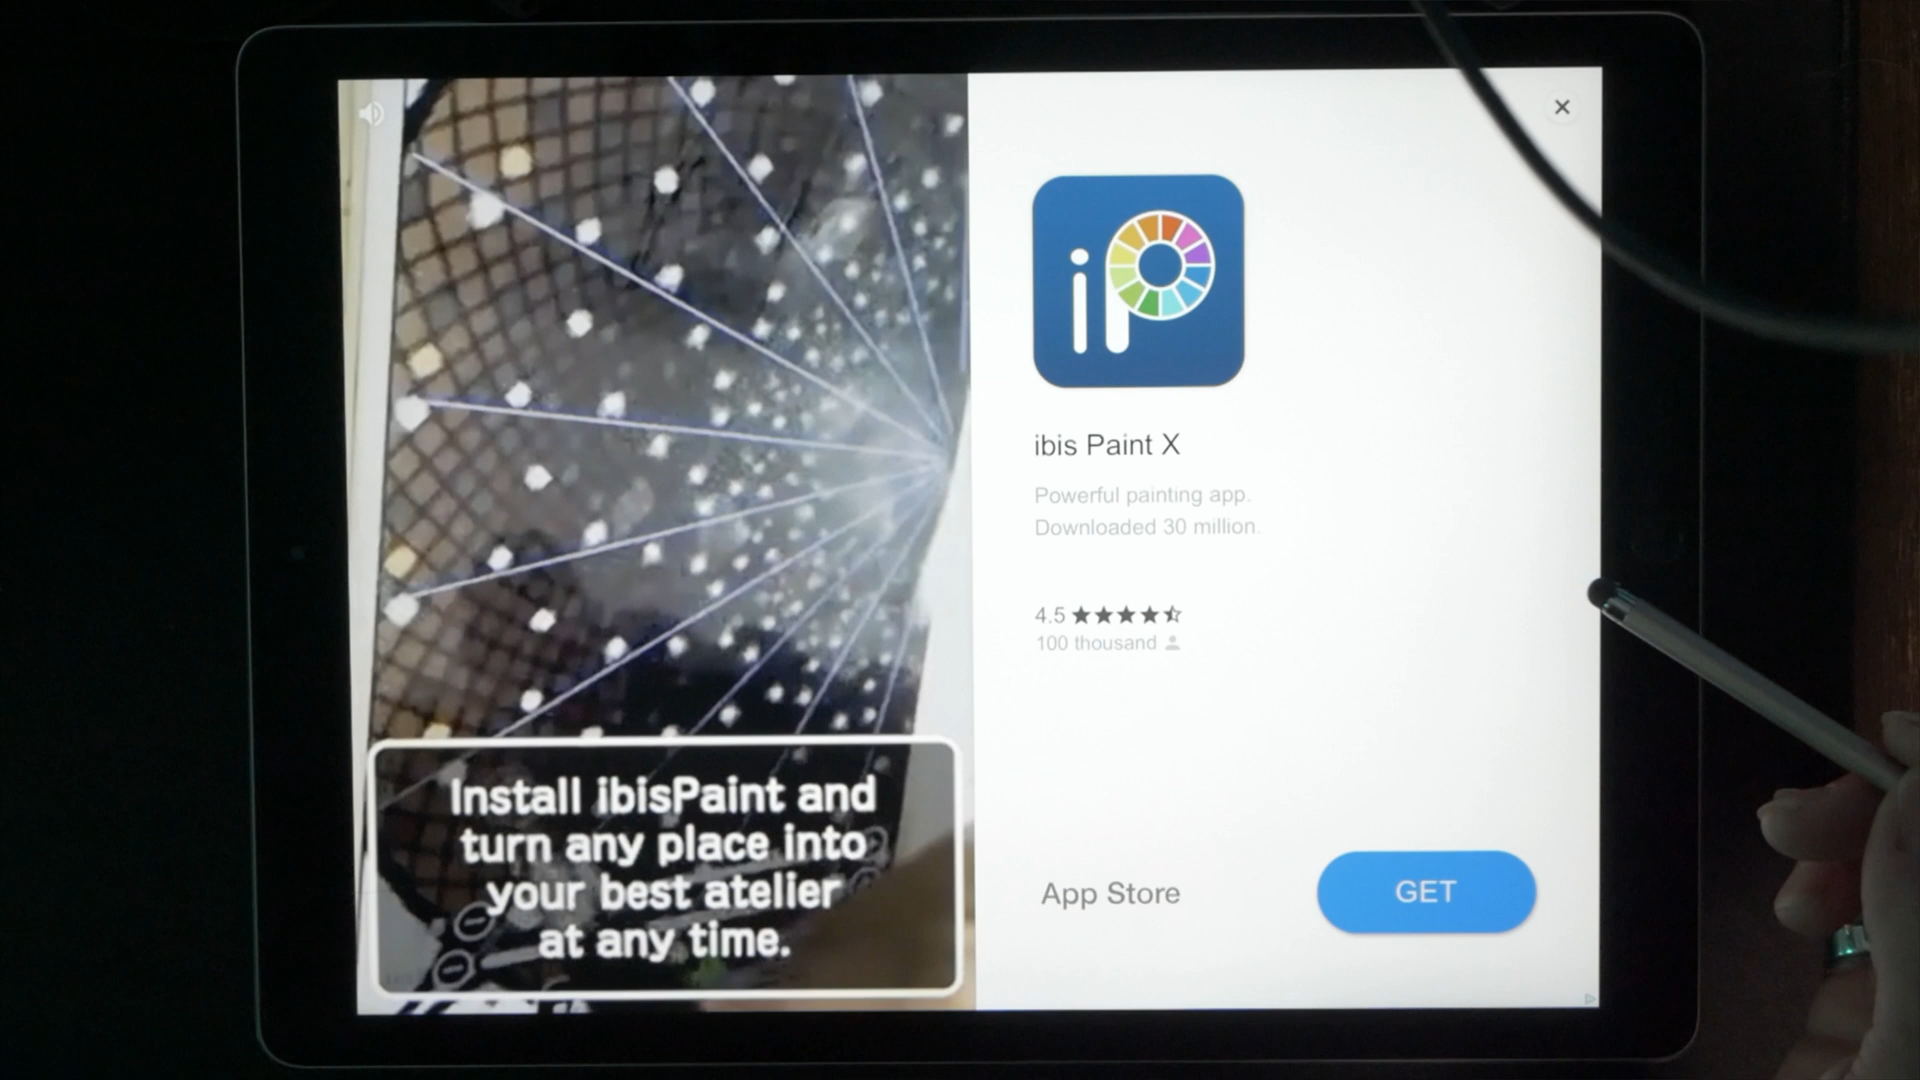 Install ibisPaint and
turn any place into
your best atelier
at any time.
iP
ibis Paint X
Powerful painting app.
Downloaded 30 million.
4.5
100 thousand
App Store
GET